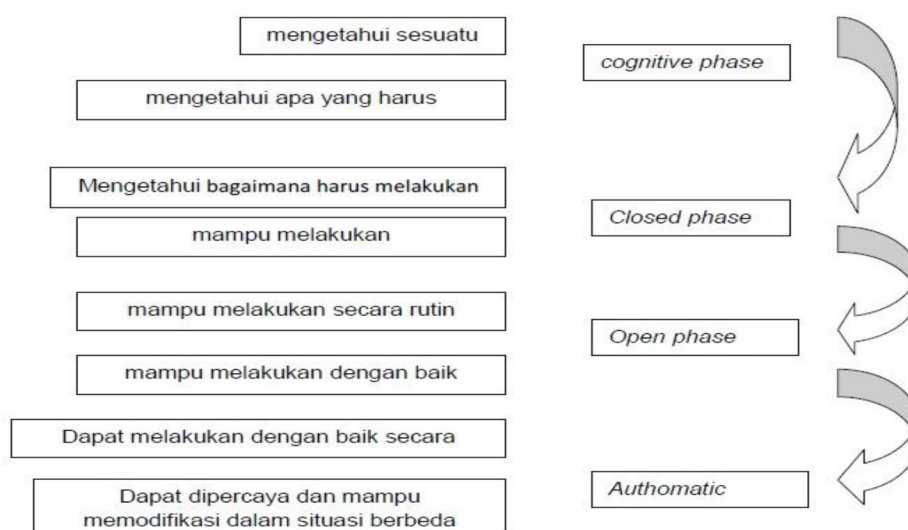 mengetahui sesuatu
cognitive phase
mengetahui apa yang harus
Mengetahui bagaimana harus melakukan
Closed phase
mampu melakukan
mampu melakukan secara rutin
Open phase
mampu melakukan dengan baik
Dapat melakukan dengan baik secara
Dapat dipercaya dan mampu
memodifikasi dalam situasi berbeda
Authomatic